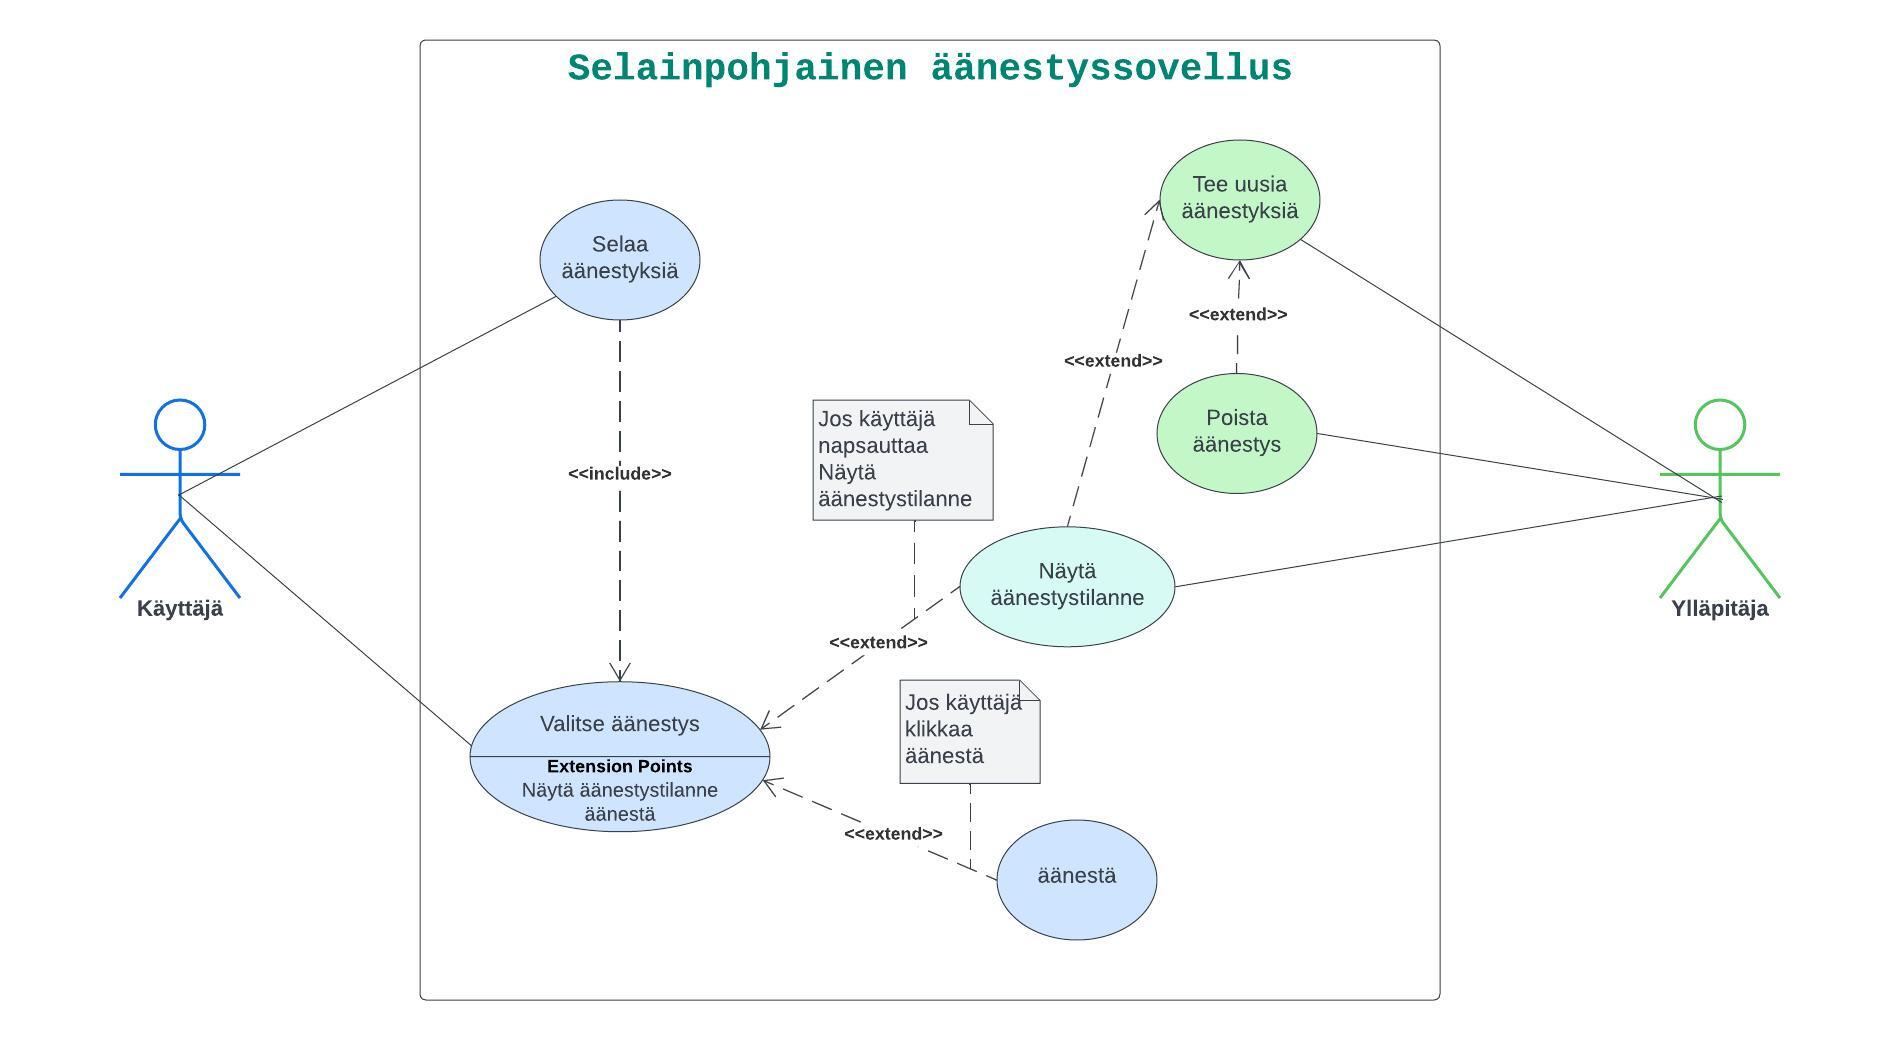 Selainpohjainen äänestyssovellus
Tee uusia
äänestyksiä
Selaa
äänestyksiä
<<extend>>
<<extend>>
Poista
äänestys
Jos käyttäjä
napsauttaa
Näytä
äänestystilanne
<<include>>
Näytä
äänestystilanne
Käyttäjä
Ylläpitäja
<<extend>>
Jos käyttäjä
klikkaa
äänestä
Valitse äänestys
Extension Points
Näytä äänestystilanne
äänestä
<<extend>>
äänestä